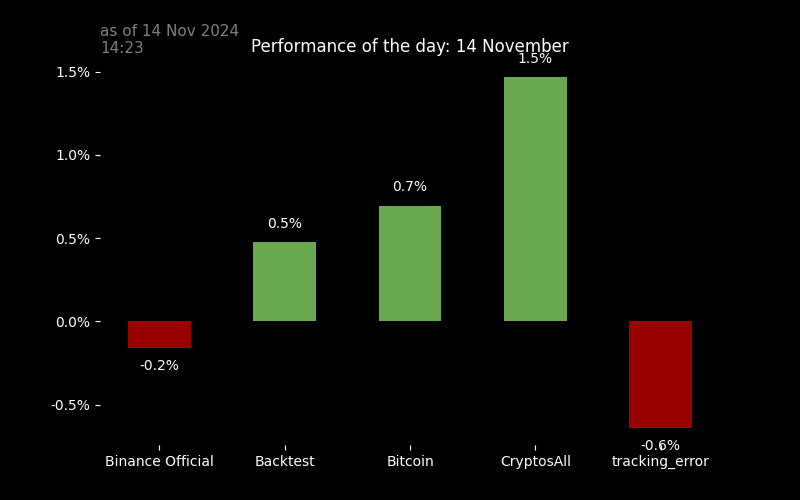 as of 14 Nov 2024
14:23
Performance of the day: 14 November
1.5%
1.5%
1.0%
0.7%
0.5%
0.5%
0.0%
-0.2%
-0.5%
-0.6%
Binance Official
Backtest
Bitcoin
CryptosAll
tracking_error